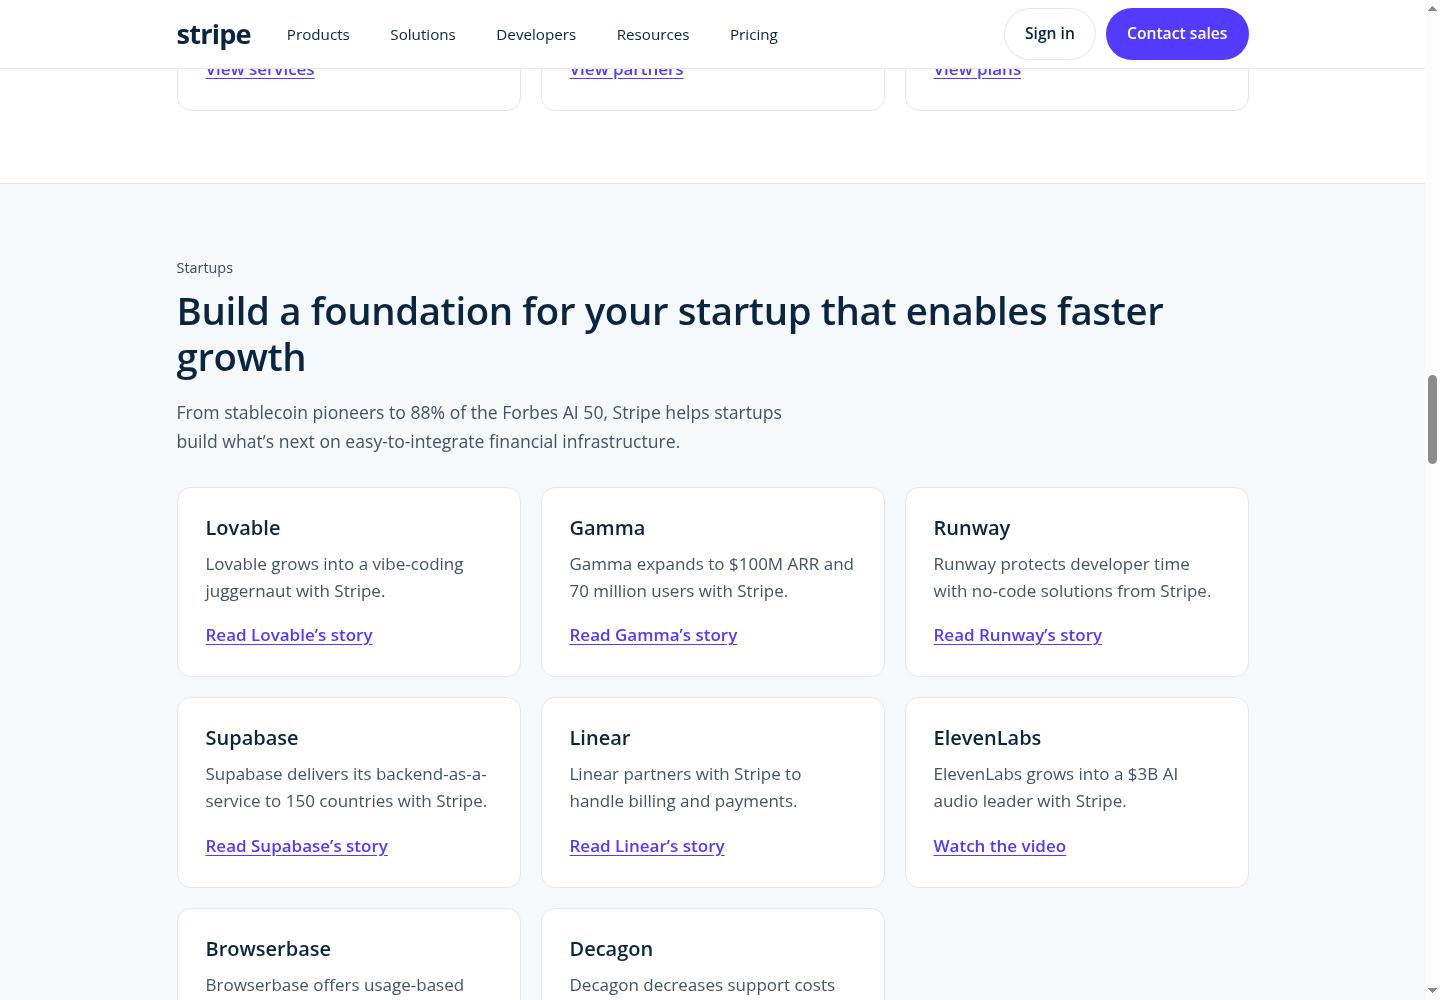 stripe
Products
Solutions
Developers
Resources
Pricing
Sign in
Contact sales
View services
View partners
View plans
Startups
Build a foundation for your startup that enables faster
growth
From stablecoin pioneers to 88% of the Forbes AI 50, Stripe helps startups
build what’s next on easy-to-integrate financial infrastructure.
Lovable
Lovable grows into a vibe-coding
juggernaut with Stripe.
Read Lovable’s story
Gamma
Gamma expands to $100M ARR and
70 million users with Stripe.
Read Gamma’s story
Runway
Runway protects developer time
with no-code solutions from Stripe.
Read Runway’s story
Supabase
Supabase delivers its backend-as-a-
service to 150 countries with Stripe.
Read Supabase’s story
Linear
Linear partners with Stripe to
handle billing and payments.
Read Linear’s story
ElevenLabs
ElevenLabs grows into a $3B AI
audio leader with Stripe.
Watch the video
Browserbase
Browserbase offers usage-based
Decagon
Decagon decreases support costs